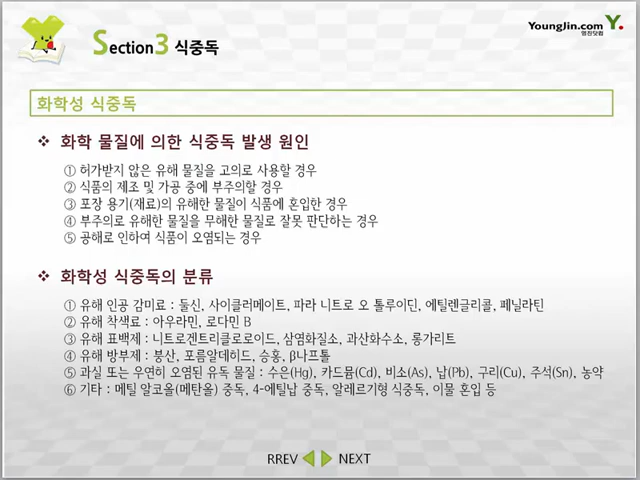 Section3 식중독
YoungJin.com Y.
영진닷컴
화학성 식중독
❖ 화학 물질에 의한 식중독 발생 원인
① 허가받지 않은 유해 물질을 고의로 사용할 경우
② 식품의 제조 및 가공 중에 부주의할 경우
③ 포장 용기(재료)의 유해한 물질이 식품에 혼입한 경우
④ 부주의로 유해한 물질을 무해한 물질로 잘못 판단하는 경우
⑤ 공해로 인하여 식품이 오염되는 경우
❖ 화학성 식중독의 분류
① 유해 인공 감미료 : 둘신, 사이클러메이트, 파라 니트로 오 톨루이딘, 에틸렌글리콜, 페닐라틴
② 유해 착색료 : 아우라민, 로다민 B
③ 유해 표백제 : 니트로겐트리클로로이드, 삼염화질소, 과산화수소, 롱가리트
④ 유해 방부제 : 붕산, 포름알데히드, 승홍, β나프톨
⑤ 과실 또는 우연히 오염된 유독 물질 : 수은(Hg), 카드뮴(Cd), 비소(As), 납(Pb), 구리(Cu), 주석(Sn), 농약
⑥ 기타 : 메틸 알코올(메탄올) 중독, 4-에틸납 중독, 알레르기형 식중독, 이물 혼입 등
RREV NEXT